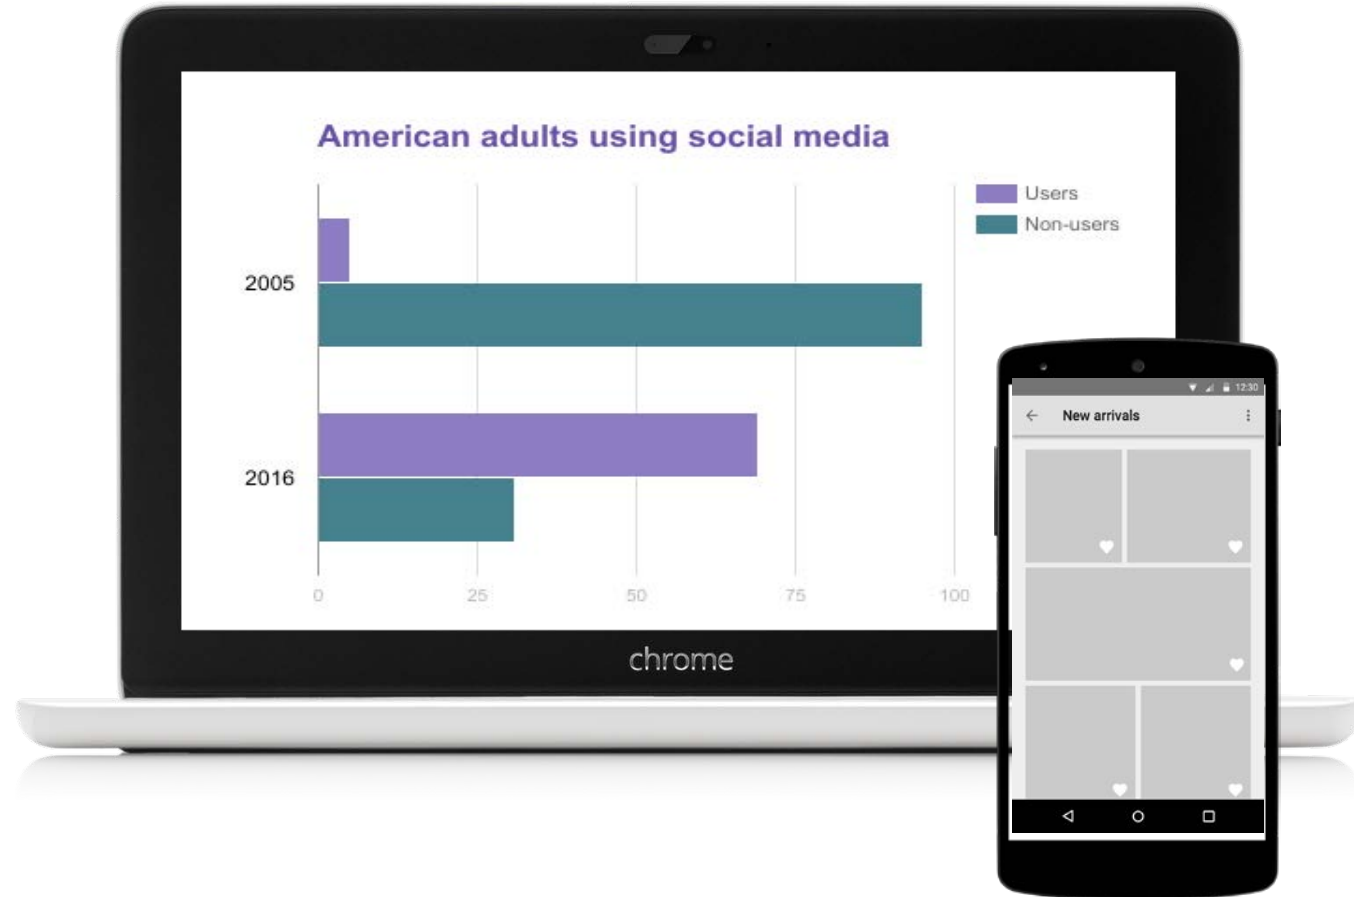 American adults using social media
Users
Non-users
2005
2016
0
25
50
75
100
chrome
12:30
New arrivals